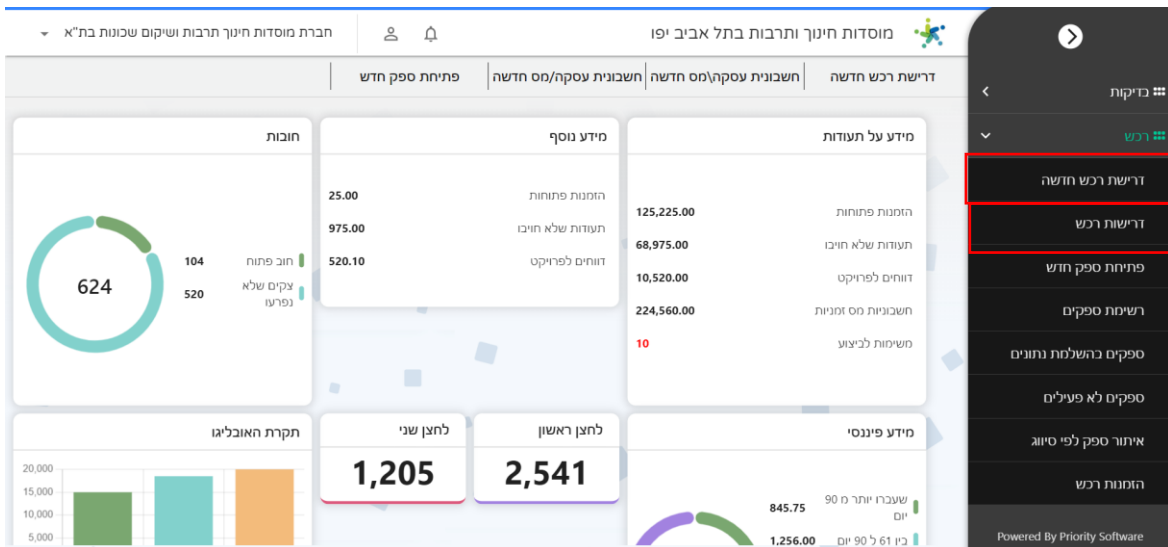 מוסדות חינוך ותרבות בתל אביב יפו
חברת מוסדות חינוך תרבות ושיקום שכונות בת"א
דרישת רכש חדשה
חשבונית עסקה\מס חדשה
חשבונית עסקה/מס חדשה
פתיחת ספק חדש
בדיקות
רכש
דרישת רכש חדשה
דרישות רכש
פתיחת ספק חדש
רשימת ספקים
ספקים בהשלמת נתונים
ספקים לא פעילים
איתור ספק לפי סיווג
הזמנות רכש
Powered By Priority Software
מידע על תעודות
הזמנות פתוחות 125,225.00
תעודות שלא חויבו 68,975.00
דווחים לפרויקט 10,520.00
חשבוניות מס זמניות 224,560.00
משימות לביצוע 10
מידע נוסף
הזמנות פתוחות 25.00
תעודות שלא חויבו 975.00
דווחים לפרויקט 520.10
חובות
624
חוב פתוח 104
צקים שלא
נפרעו
520
מידע פיננסי
שעברו יותר מ 90
יום
845.75
בין 61 ל 90 יום 1,256.00
לחצן ראשון
2,541
לחצן שני
1,205
תקרת האובליגו
20,000
15,000
10,000
5,000